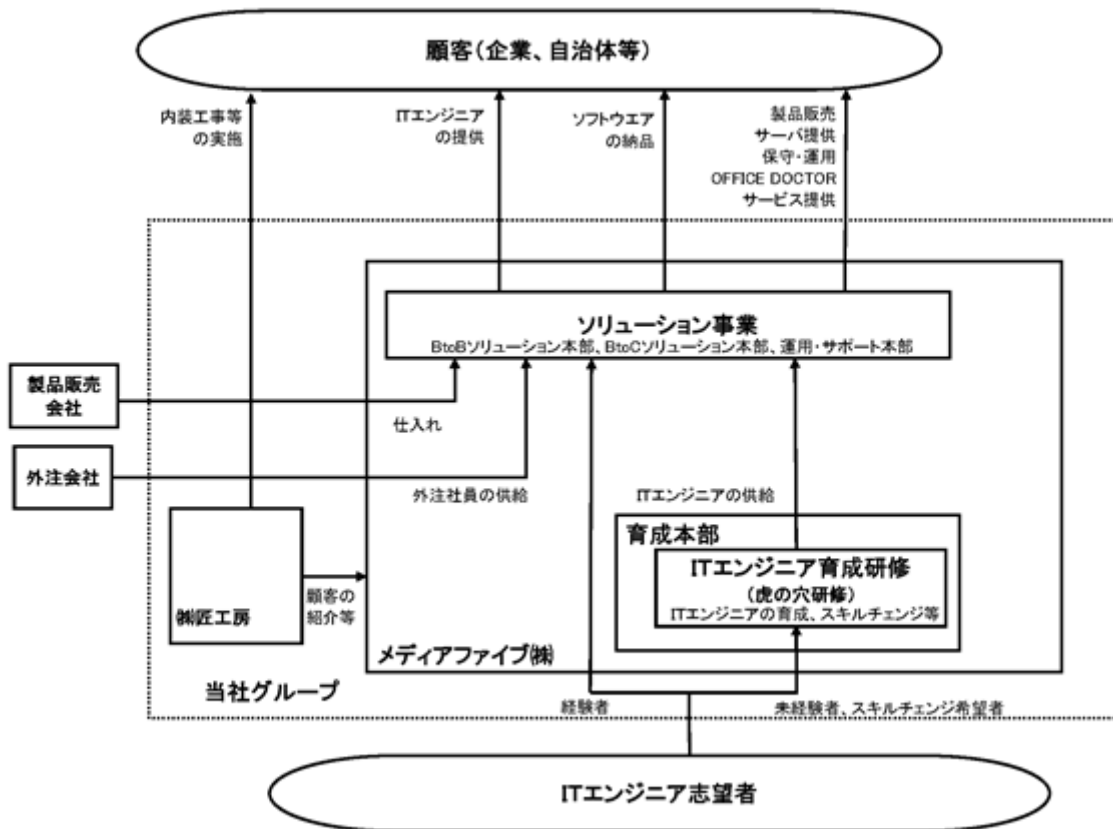 顧客(企業、自治体等)
内装工事等
の実施
ITエンジニア
の提供
ソフトウエア
の納品
製品販売
サーバ提供
保守・運用
OFFICE DOCTOR
サービス提供
ソリューション事業
BtoBソリューション本部、BtoCソリューション本部、運用・サポート本部
製品販売
会社
仕入れ
外注会社
外注社員の供給
ITエンジニアの供給
育成本部
ITエンジニア育成研修
(虎の穴研修)
ITエンジニアの育成、スキルチェンジ等
㈱匠工房
顧客の
紹介等
メディアファイブ㈱
当社グループ
経験者
未経験者、スキルチェンジ希望者
ITエンジニア志望者